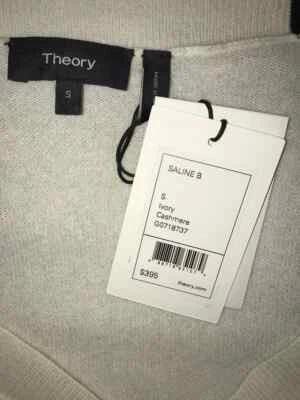 Theory
S
SALINE B
S
Ivory
Cashmere
G0718737
$395
theory.com